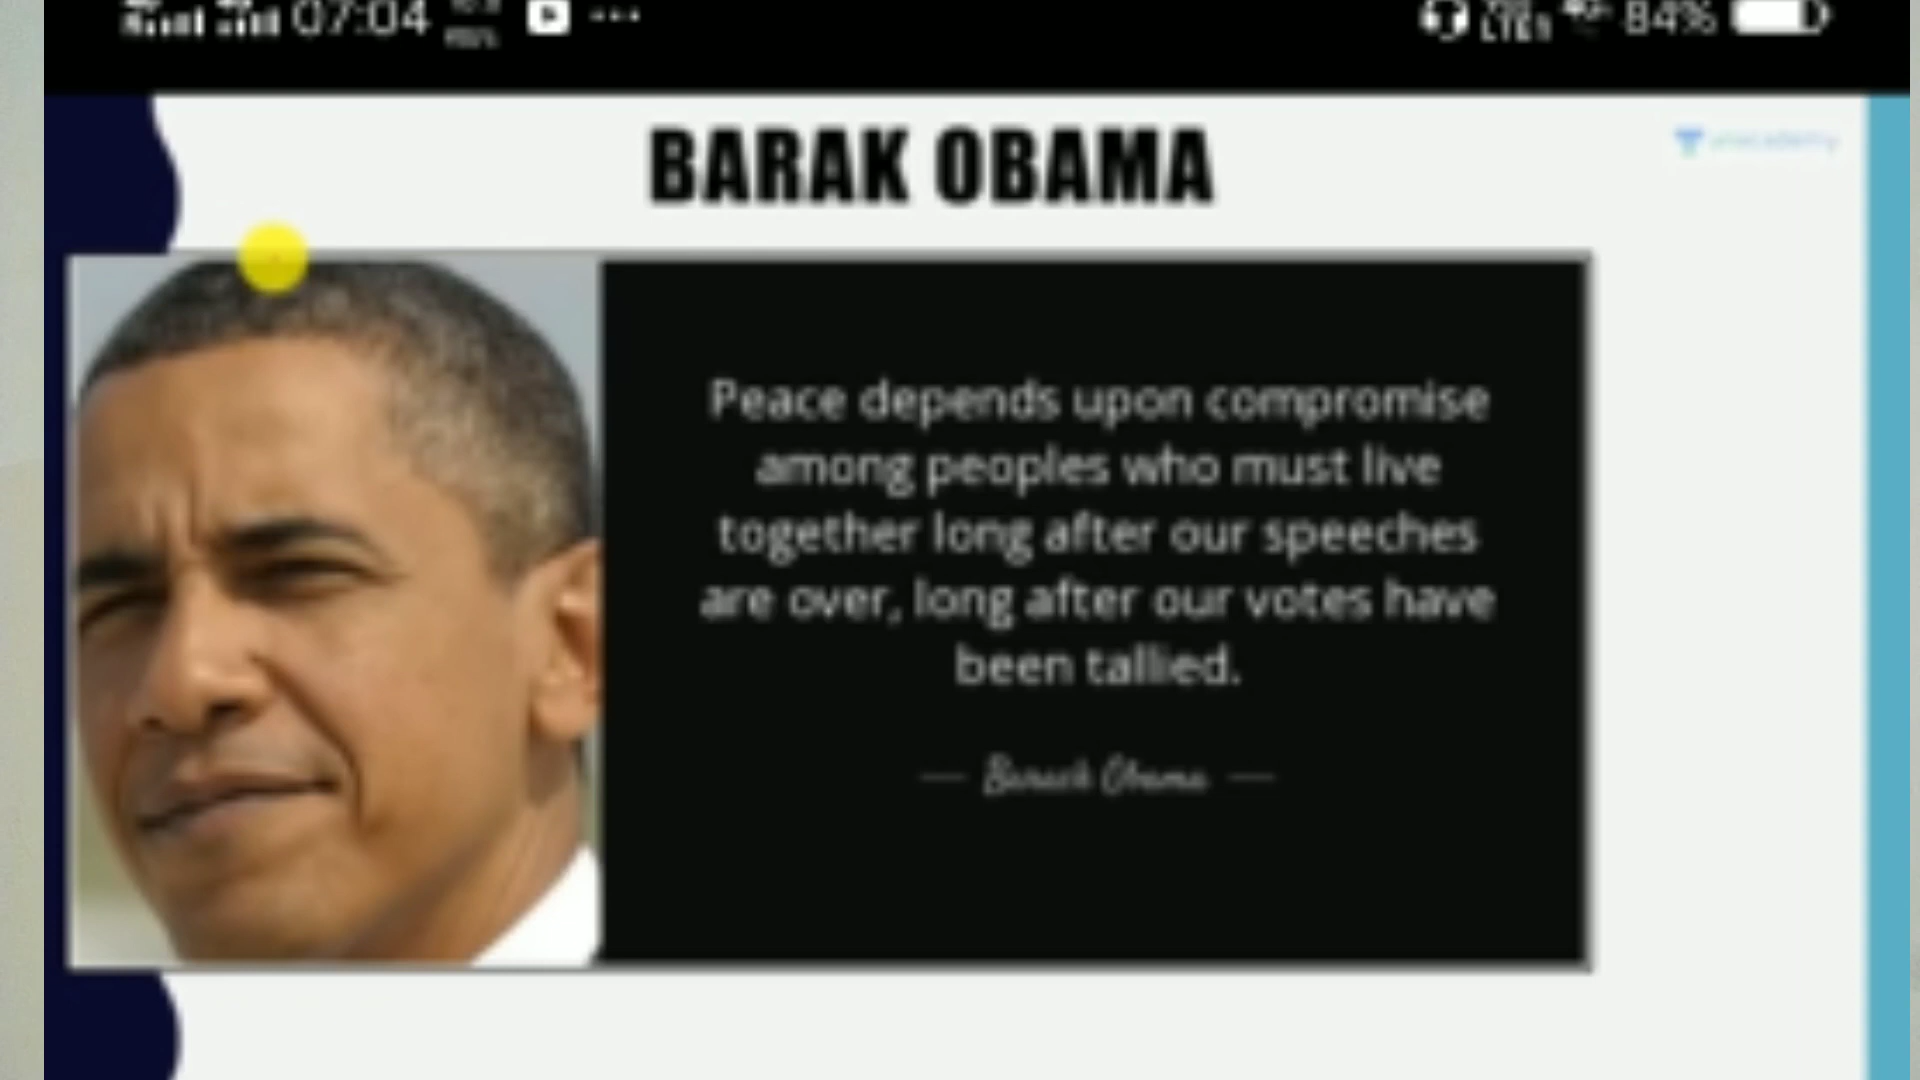 07:04
84%
BARAK OBAMA
unacademy
Peace depends upon compromise
among peoples who must live
together long after our speeches
are over, long after our votes have
been tallied.
— Barack Obama —